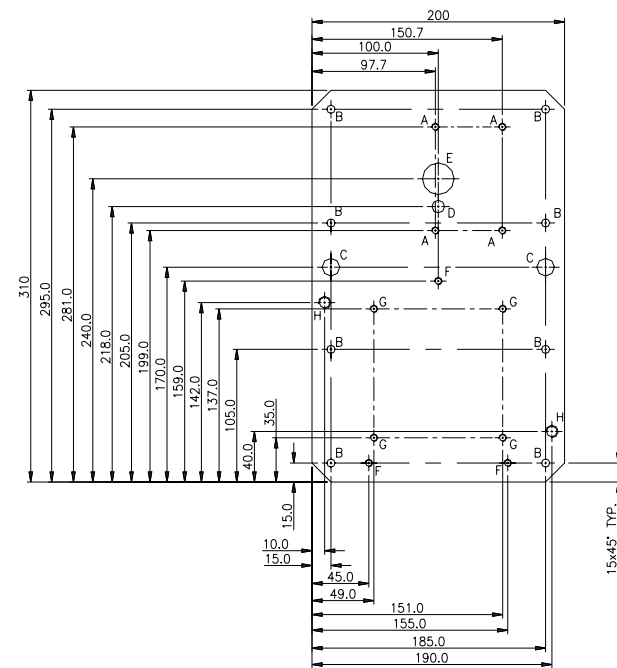 200
150.7
100.0
97.7
B
A
A
B
E
D
B
B
A
A
C
C
F
G
G
H
B
B
H
G
G
B
F
F
B
310
295.0
281.0
240.0
218.0
205.0
199.0
170.0
159.0
142.0
137.0
105.0
40.0
35.0
15.0
15x45° TYP.
10.0
15.0
45.0
49.0
151.0
155.0
185.0
190.0